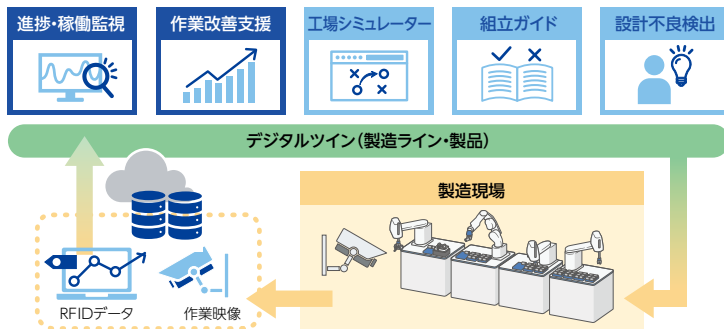 進捗・稼働監視
作業改善支援
工場シミュレーター
組立ガイド
設計不良検出
デジタルツイン（製造ライン・製品）
製造現場
RFIDデータ
作業映像